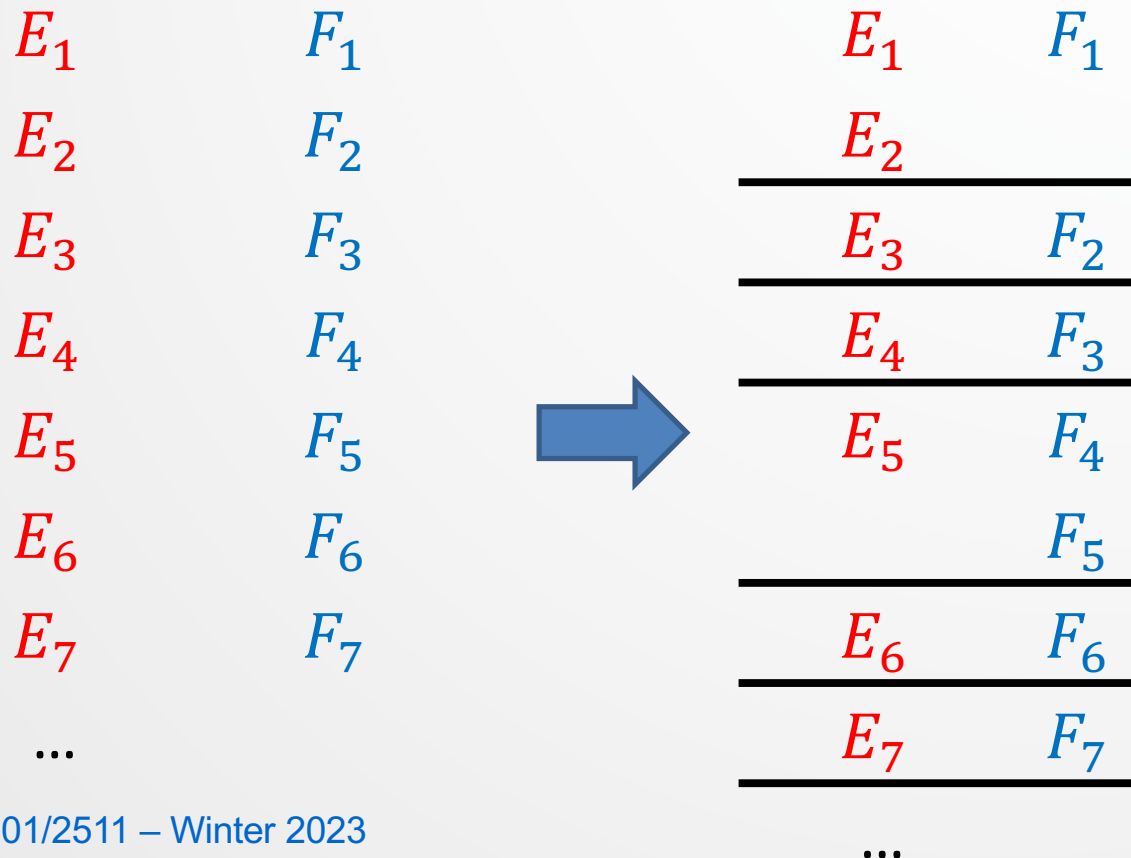 E₁ F₁ E₁ F₁
E₂ F₂ E₂
E₃ F₃ E₃ F₂
E₄ F₄ E₄ F₃
E₅ F₅ E₅ F₄
E₆ F₆ F₅
E₇ F₇ E₆ F₆
... E₇ F₇
01/2511 – Winter 2023
...